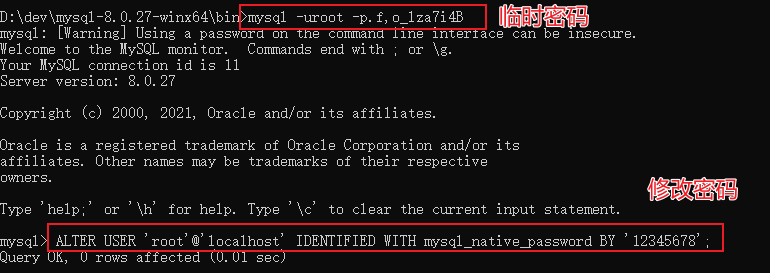 D:\dev\mysql-8.0.27-winx64\bin>mysql -uroot -p.f,o_1za7i4B 临时密码
mysql: [Warning] Using a password on the command line interface can be insecure.
Welcome to the MySQL monitor.  Commands end with ; or \g.
Your MySQL connection id is 11
Server version: 8.0.27

Copyright (c) 2000, 2021, Oracle and/or its affiliates.

Oracle is a registered trademark of Oracle Corporation and/or its
affiliates. Other names may be trademarks of their respective
owners.
修改密码
Type 'help;' or '\h' for help. Type '\c' to clear the current input statement.

mysql> ALTER USER 'root'@'localhost' IDENTIFIED WITH mysql_native_password BY '12345678';
Query OK, 0 rows affected (0.01 sec)